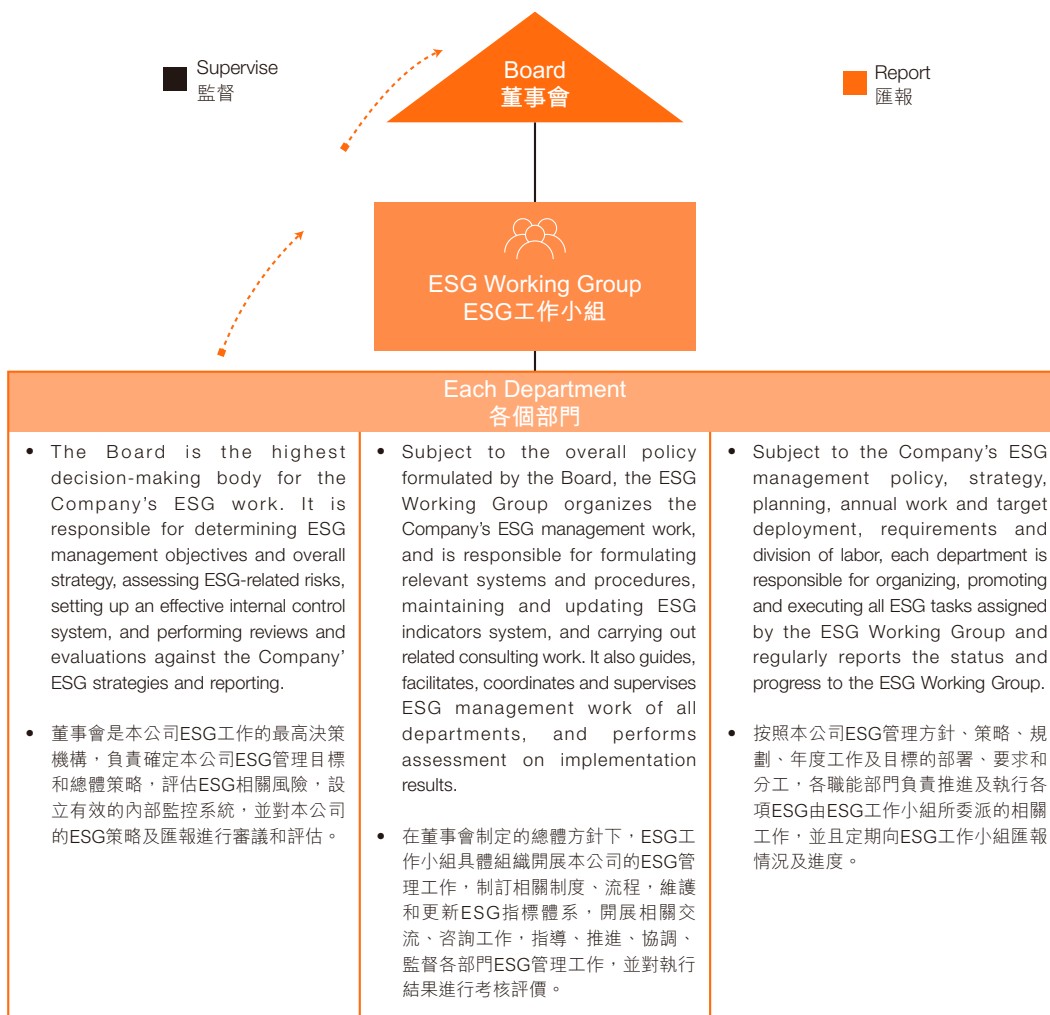 Supervise
監督
Report
匯報
Board
董事會
ESG Working Group
ESG工作小組
Each Department
各個部門
• The Board is the highest
decision-making body for the
Company's ESG work. It is
responsible for determining ESG
management objectives and overall
strategy, assessing ESG-related risks,
setting up an effective internal control
system, and performing reviews and
evaluations against the Company'
ESG strategies and reporting.
• 董事會是本公司ESG工作的最高決策
機構，負責確定本公司ESG管理目標
和總體策略，評估ESG相關風險，設
立有效的內部監控系統，並對本公司
的ESG策略及匯報進行審議和評估。
• Subject to the overall policy
formulated by the Board, the ESG
Working Group organizes the
Company's ESG management work,
and is responsible for formulating
relevant systems and procedures,
maintaining and updating ESG
indicators system, and carrying out
related consulting work. It also guides,
facilitates, coordinates and supervises
ESG management work of all
departments, and performs
assessment on implementation
results.
• 在董事會制定的總體方針下，ESG工
作小組具體組織開展本公司的ESG管
理工作，制訂相關制度、流程，維護
和更新ESG指標體系，開展相關交
流、咨詢工作，指導、推進、協調、
監督各部門ESG管理工作，並對執行
結果進行考核評價。
• Subject to the Company's ESG
management policy, strategy,
planning, annual work and target
deployment, requirements and
division of labor, each department is
responsible for organizing, promoting
and executing all ESG tasks assigned
by the ESG Working Group and
regularly reports the status and
progress to the ESG Working Group.
• 按照本公司ESG管理方針、策略、規
劃、年度工作及目標的部署、要求和
分工，各職能部門負責推進及執行各
項ESG由ESG工作小組所委派的相關
工作，並且定期向ESG工作小組匯報
情況及進度。